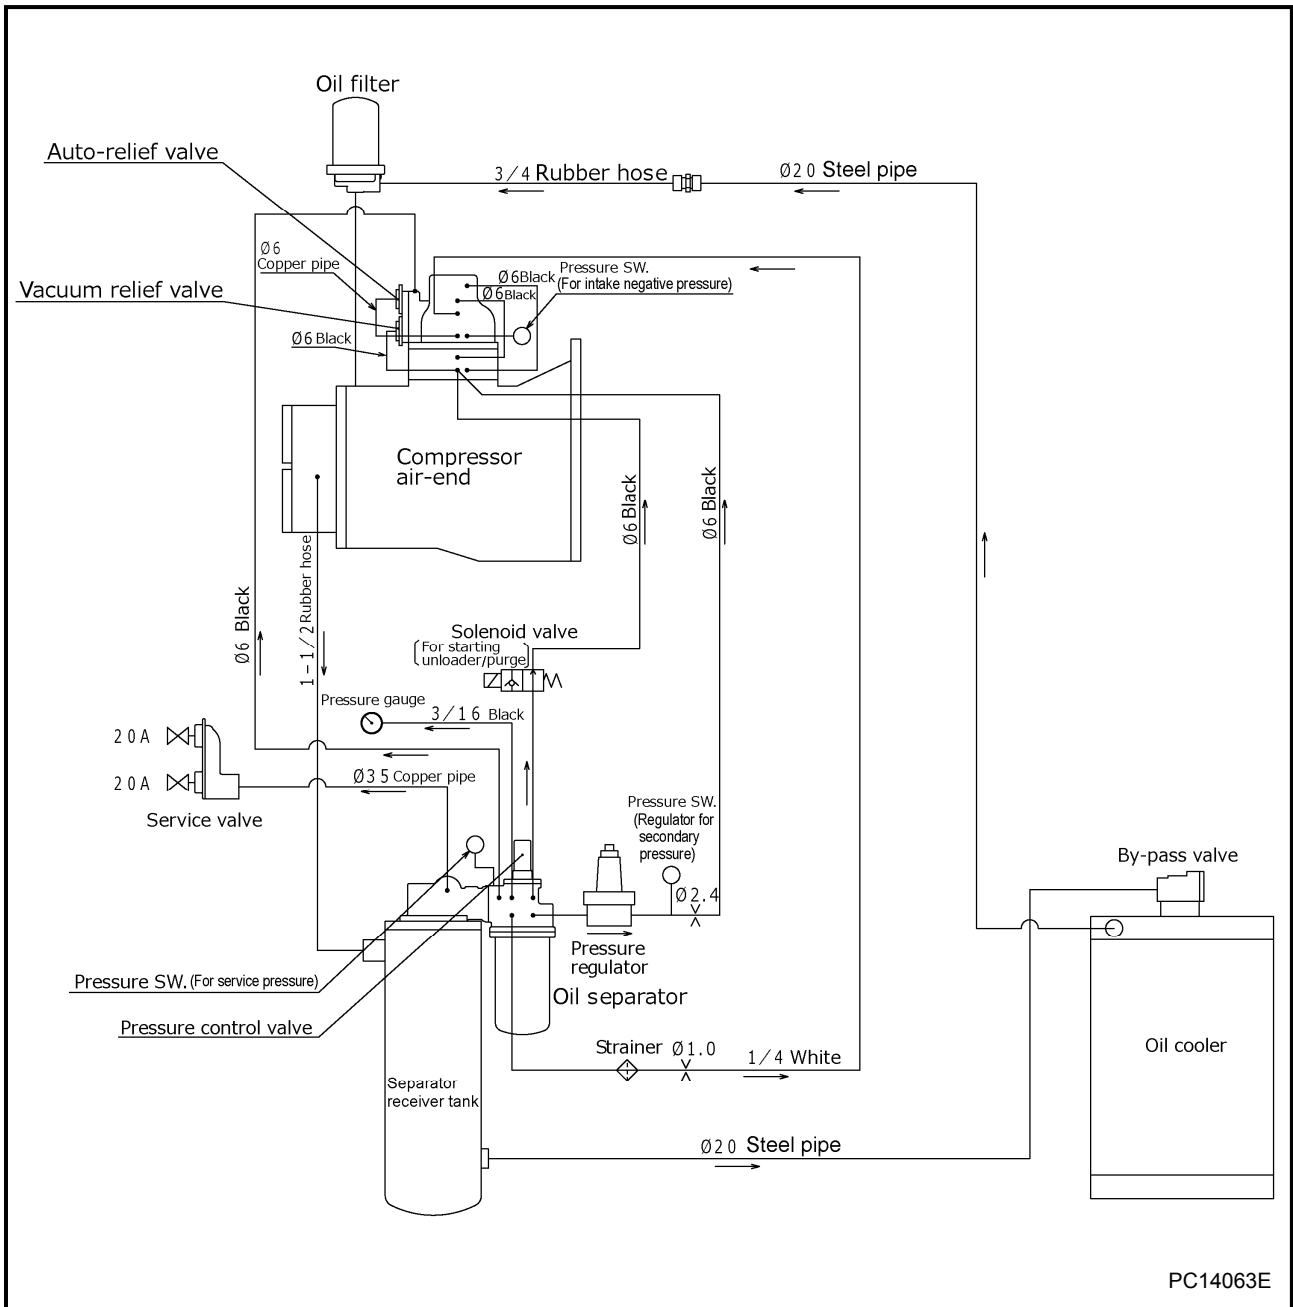 Oil filter
Auto-relief valve
3/4 Rubber hose
Ø20 Steel pipe
Ø6
Copper pipe
Pressure SW.
(For intake negative pressure)
Ø6Black
Ø6Black
Vacuum relief valve
Ø6 Black
Compressor
air-end
Ø6 Black
Ø6 Black
1-1/2 Rubber hose
Ø6 Black
Solenoid valve
(For starting
unloader/purge)
Pressure gauge
3/16 Black
20A
20A
Service valve
Ø35 Copper pipe
Pressure SW.
(Regulator for
secondary
pressure)
Ø2.4
By-pass valve
Pressure
regulator
Pressure SW. (For service pressure)
Oil separator
Pressure control valve
Strainer Ø1.0
1/4 White
Oil cooler
Separator
receiver tank
Ø20 Steel pipe
PC14063E